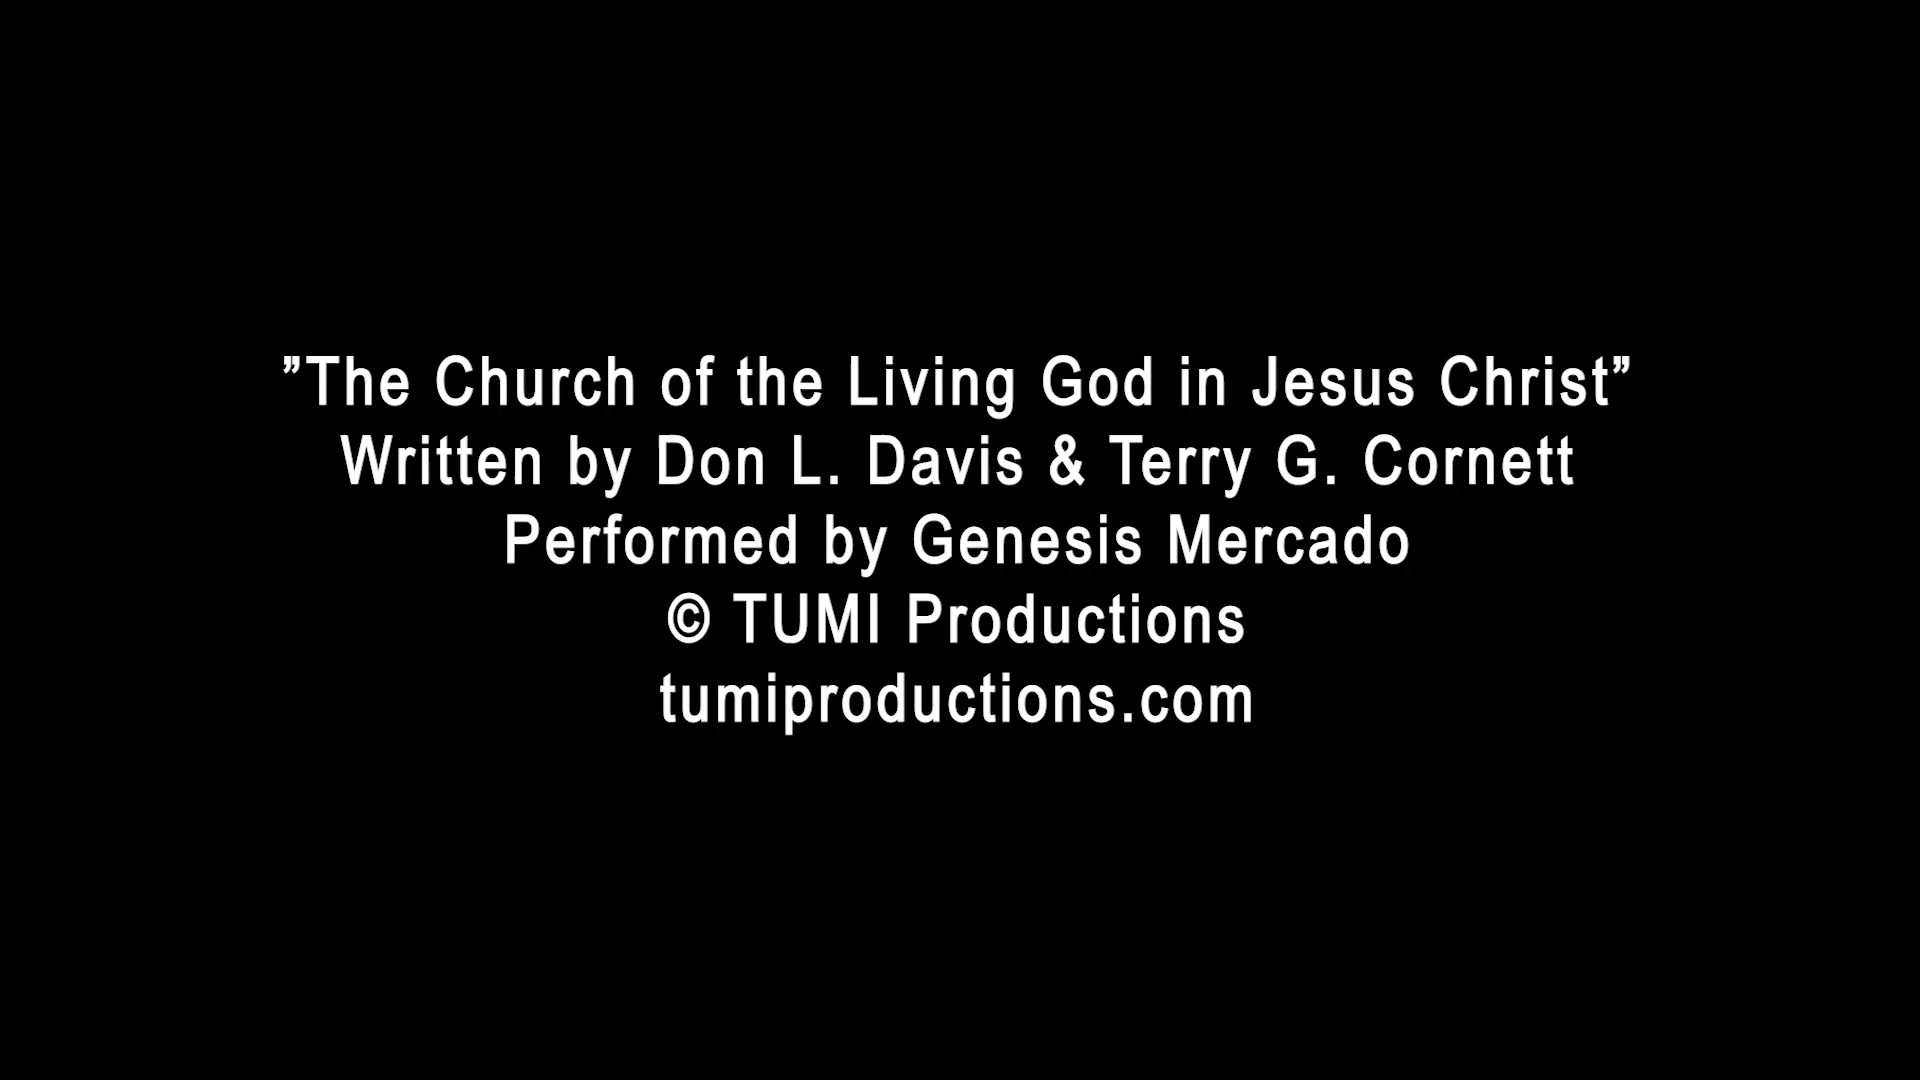 ”The Church of the Living God in Jesus Christ”
Written by Don L. Davis & Terry G. Cornett
Performed by Genesis Mercado
© TUMI Productions
tumiproductions.com